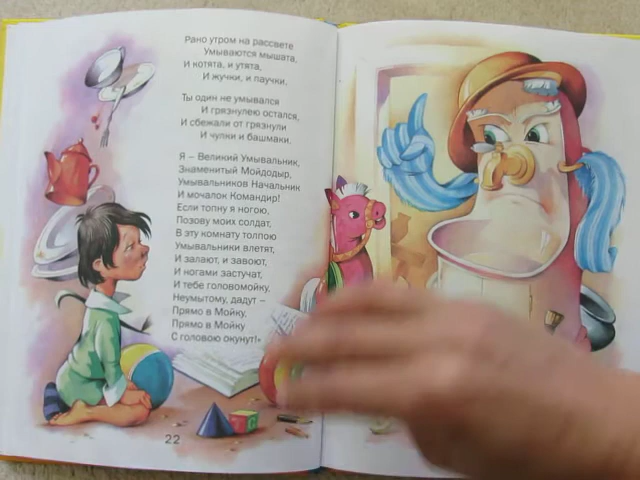 Рано утром на рассвете
Умываются мышата,
И котята, и утята,
И жучки, и паучки.
Ты один не умывался
И грязнулею остался,
И сбежали от грязнули
И чулки и башмаки.
Я – Великий Умывальник,
Знаменитый Мойдодыр,
Умывальников Начальник
И мочалок Командир!
Если топну я ногою,
Позову моих солдат,
В эту комнату толпою
Умывальники влетят,
И залают, и завоют,
И ногами застучат,
И тебе головомойку,
Неумытому, дадут –
Прямо в Мойку,
Прямо в Мойку
С головою окунут!»
22